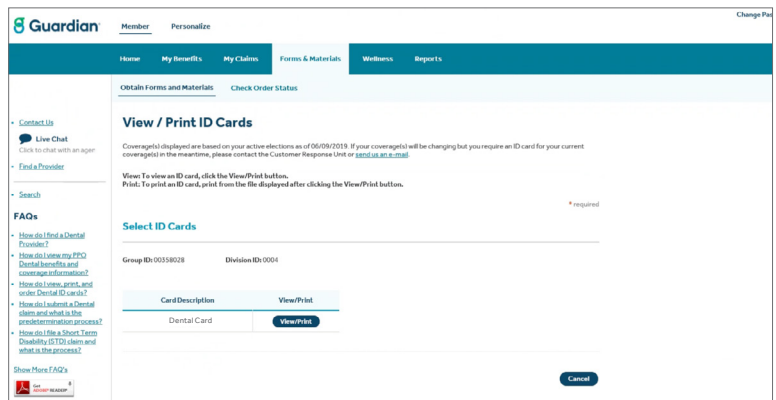 Change Pas
Guardian
Member Personalize
Home My Benefits My Claims Forms & Materials Wellness Reports
Obtain Forms and Materials Check Order Status
Contact Us
Live Chat
Click to chat with an agen
Find a Provider
Search
FAQs
How do I find a Dental
Provider?
How do I view my PPO
Dental benefits and
coverage information?
How do I view, print, and
order Dental ID cards?
How do I submit a Dental
claim and what is the
predetermination process?
How do I file a Short Term
Disability (STD) claim and
what is the process?
Show More FAQ's
Get
ADOBE® READER®
View / Print ID Cards
Coverage(s) displayed are based on your active elections as of 06/09/2019. If your coverage(s) will be changing but you require an ID card for your current
coverage(s) in the meantime, please contact the Customer Response Unit or send us an e-mail.
View: To view an ID card, click the View/Print button.
Print: To print an ID card, print from the file displayed after clicking the View/Print button.
* required
Select ID Cards
Group ID: 00358028 Division ID: 0004
Card Description View/Print
Dental Card View/Print
Cancel